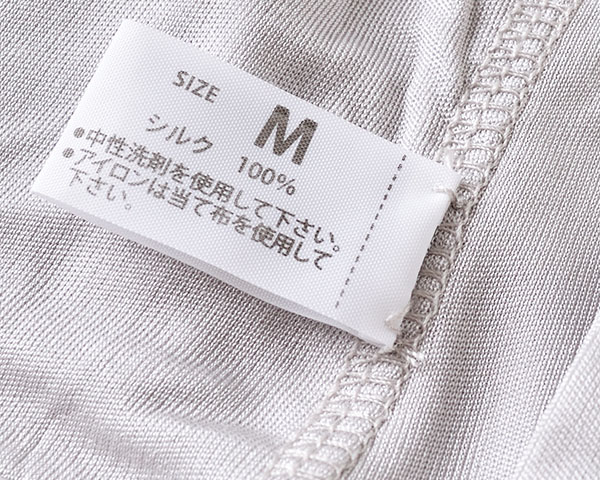 SIZE M
シルク 100%
●中性洗剤を使用して下さい。
●アイロンは当て布を使用して
下さい。